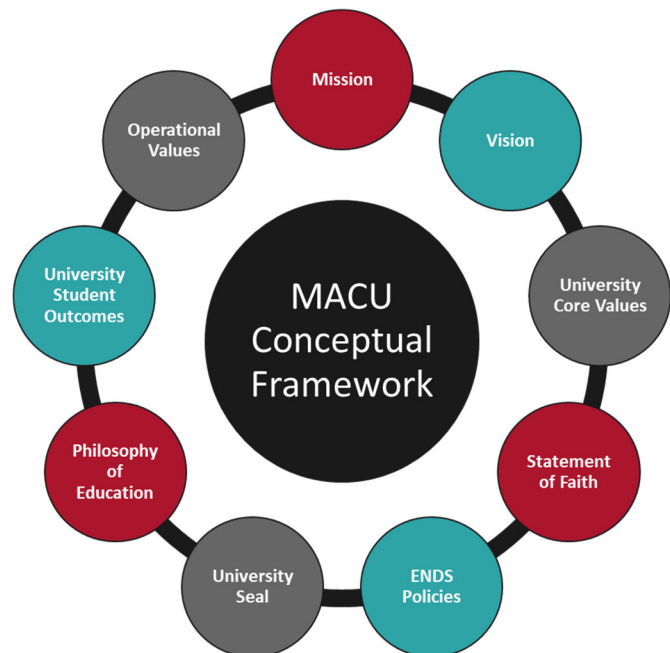 Mission
Vision
University
Core Values
Statement
of Faith
ENDS
Policies
University
Seal
Philosophy
of
Education
University
Student
Outcomes
Operational
Values
MACU
Conceptual
Framework